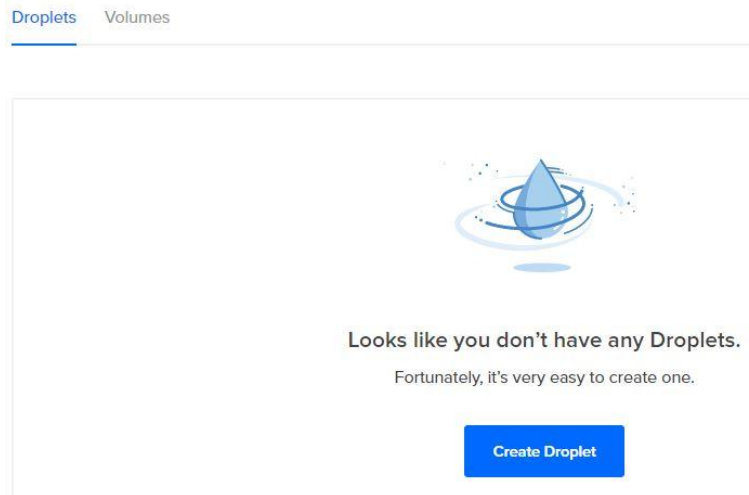 Droplets Volumes
Looks like you don’t have any Droplets.
Fortunately, it’s very easy to create one.
Create Droplet